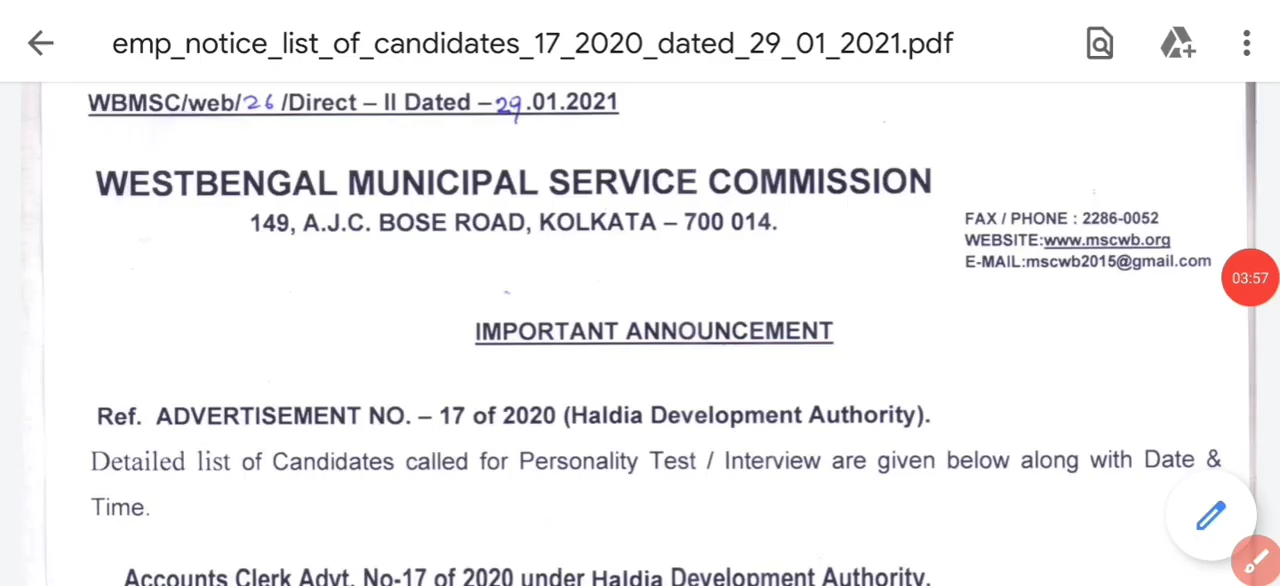 emp_notice_list_of_candidates_17_2020_dated_29_01_2021.pdf
WBMSC/web/26/Direct – II Dated – 29.01.2021
WESTBENGAL MUNICIPAL SERVICE COMMISSION
149, A.J.C. BOSE ROAD, KOLKATA – 700 014.
FAX / PHONE : 2286-0052
WEBSITE:www.mscwb.org
E-MAIL:mscwb2015@gmail.com
03:57
IMPORTANT ANNOUNCEMENT
Ref. ADVERTISEMENT NO. – 17 of 2020 (Haldia Development Authority).
Detailed list of Candidates called for Personality Test / Interview are given below along with Date &
Time.
Accounts Clerk Advt. No-17 of 2020 under Haldia Development Authority.